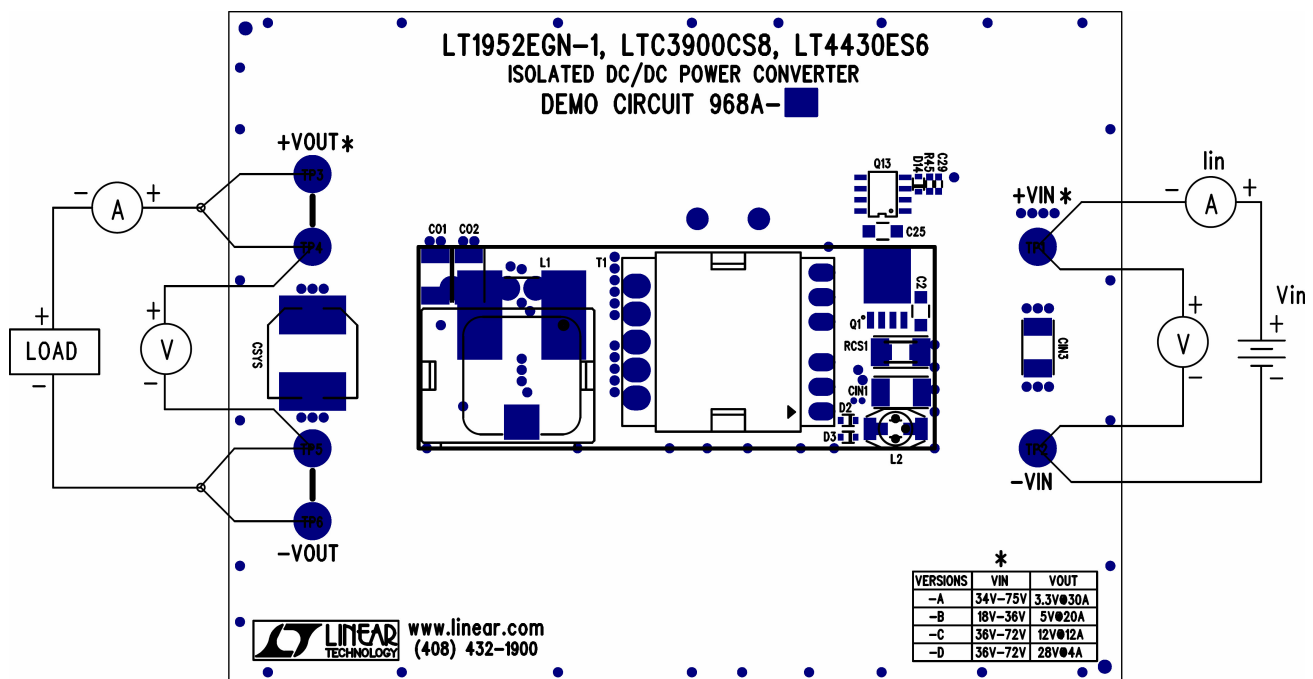 LT1952EGN-1, LTC3900CS8, LT4430ES6
ISOLATED DC/DC POWER CONVERTER
DEMO CIRCUIT 968A-
+VOUT *
TP3
- A +
TP4
CSYS
+
LOAD
-
+
V
-
TP5
TP6
-VOUT
CO1 CO2
L1
T1
Q13
D14
R45
C29
C25
C2
Q1
RCS1
CIN1
D2
D3
L2
+VIN *
TP1
CIN3
TP2
-VIN
Iin
- A +
+
V
-
Vin
+
-
*
VERSIONS VIN VOUT
-A 34V-75V 3.3V@30A
-B 18V-36V 5V@20A
-C 36V-72V 12V@12A
-D 36V-72V 28V@4A
LT LINEAR
TECHNOLOGY
www.linear.com
(408) 432-1900